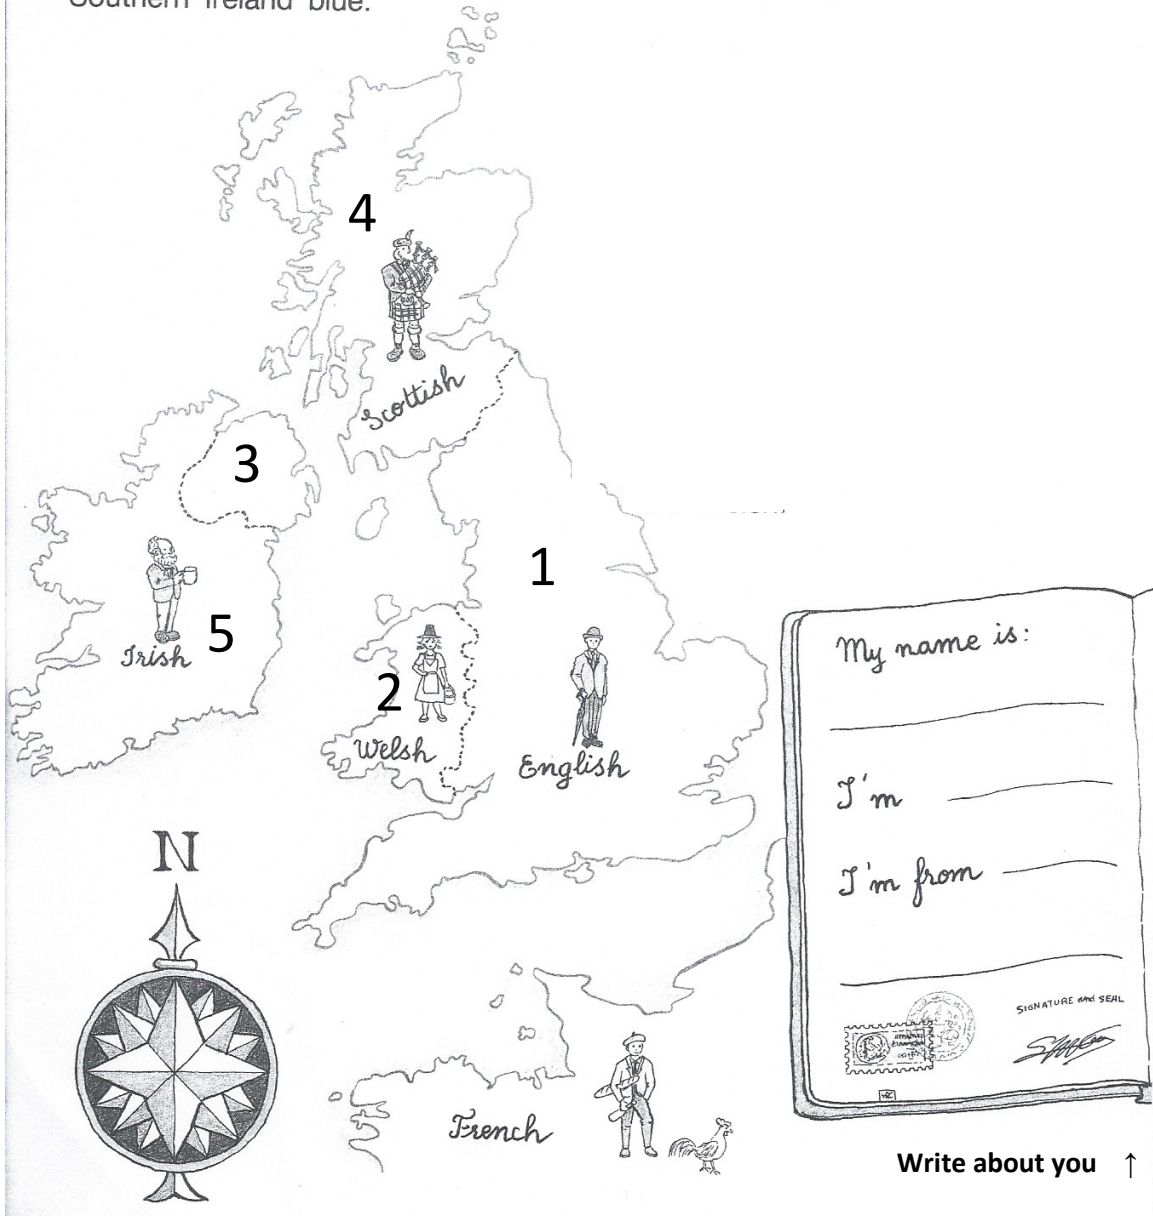 Southern Ireland blue.
4
Scottish
3
1
5
Irish
2
Welsh
English
My name is:
I'm
I'm from
SIGNATURE and SEHL
N
French
Write about you ↑